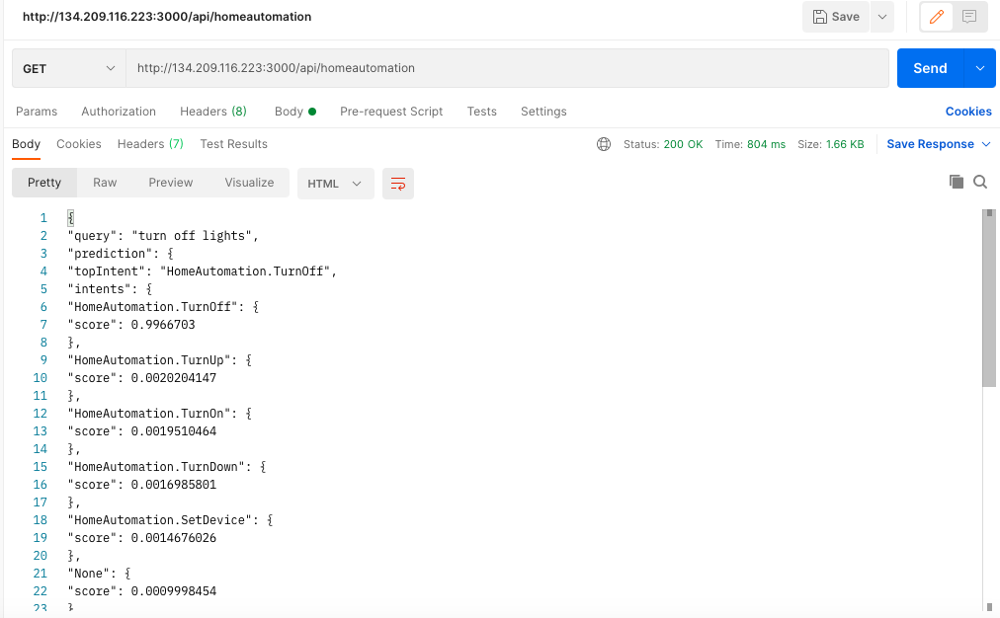 http://134.209.116.223:3000/api/homeautomation
Save
GET
http://134.209.116.223:3000/api/homeautomation
Send
Params Authorization Headers (8) Body Pre-request Script Tests Settings Cookies
Body Cookies Headers (7) Test Results Status: 200 OK Time: 804 ms Size: 1.66 KB Save Response
Pretty Raw Preview Visualize HTML
1 {
2 "query": "turn off lights",
3 "prediction": {
4 "topIntent": "HomeAutomation.TurnOff",
5 "intents": {
6 "HomeAutomation.TurnOff": {
7 "score": 0.9966703
8 },
9 "HomeAutomation.TurnUp": {
10 "score": 0.0020204147
11 },
12 "HomeAutomation.TurnOn": {
13 "score": 0.0019510464
14 },
15 "HomeAutomation.TurnDown": {
16 "score": 0.0016985801
17 },
18 "HomeAutomation.SetDevice": {
19 "score": 0.0014676026
20 },
21 "None": {
22 "score": 0.0009998454
23 }